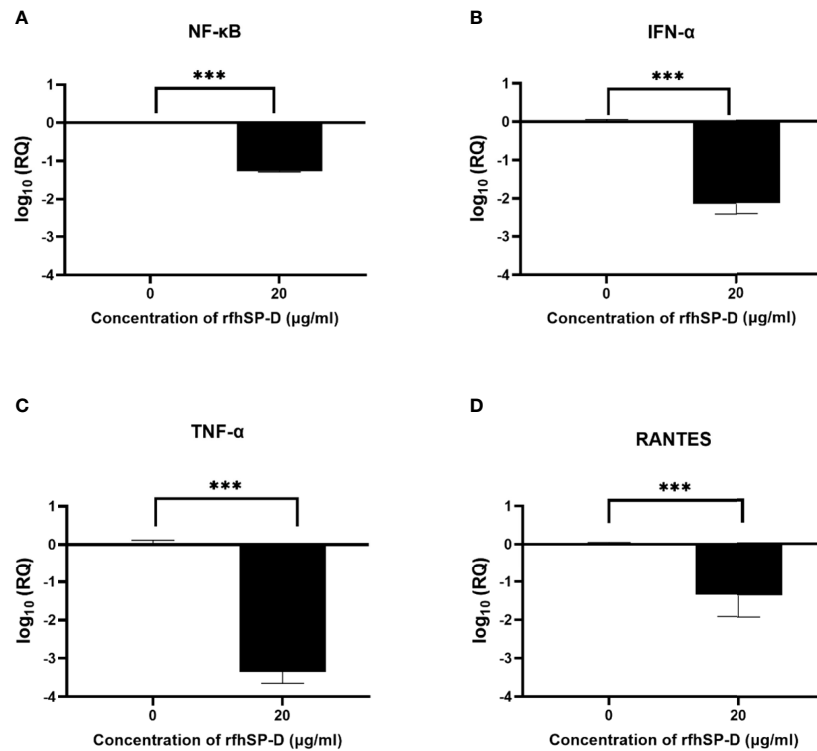 A
NF-κB
***
1
0
-1
-2
-3
-4
log10 (RQ)
0 20
Concentration of rfhSP-D (µg/ml)
B
IFN-α
***
1
0
-1
-2
-3
-4
log10 (RQ)
0 20
Concentration of rfhSP-D (µg/ml)
C
TNF-α
***
1
0
-1
-2
-3
-4
log10 (RQ)
0 20
Concentration of rfhSP-D (µg/ml)
D
RANTES
***
1
0
-1
-2
-3
-4
log10 (RQ)
0 20
Concentration of rfhSP-D (µg/ml)